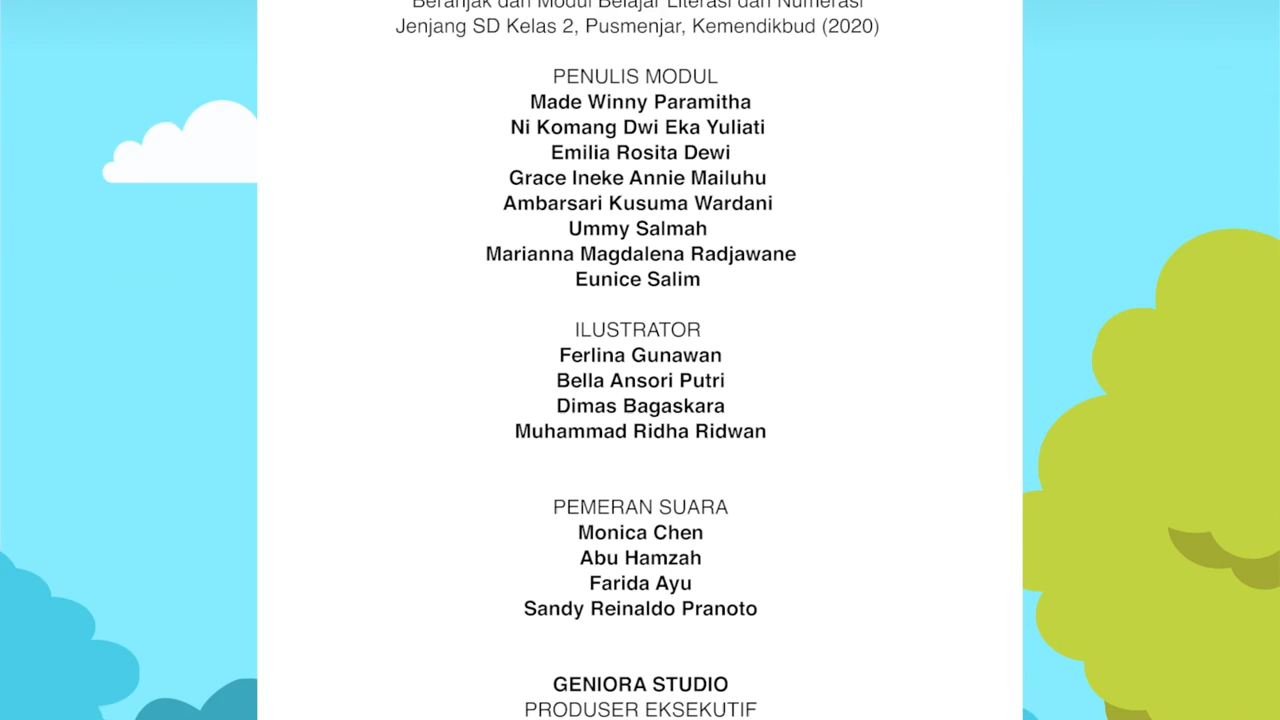 Beranjak dari Modul Belajar Literasi dan Numerasi
Jenjang SD Kelas 2, Pusmenjar, Kemendikbud (2020)
PENULIS MODUL
Made Winny Paramitha
Ni Komang Dwi Eka Yuliati
Emilia Rosita Dewi
Grace Ineke Annie Mailuhu
Ambarsari Kusuma Wardani
Ummy Salmah
Marianna Magdalena Radjawane
Eunice Salim
ILUSTRATOR
Ferlina Gunawan
Bella Ansori Putri
Dimas Bagaskara
Muhammad Ridha Ridwan
PEMERAN SUARA
Monica Chen
Abu Hamzah
Farida Ayu
Sandy Reinaldo Pranoto
GENIORA STUDIO
PRODUSER EKSEKUTIF